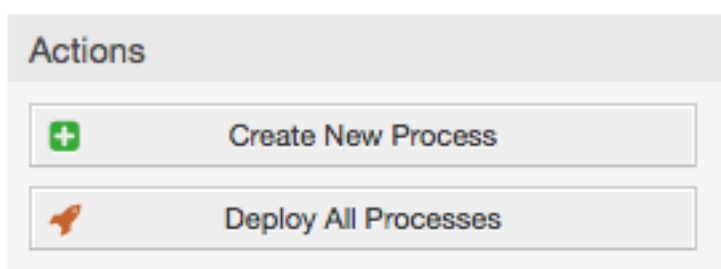 Actions
Create New Process
Deploy All Processes